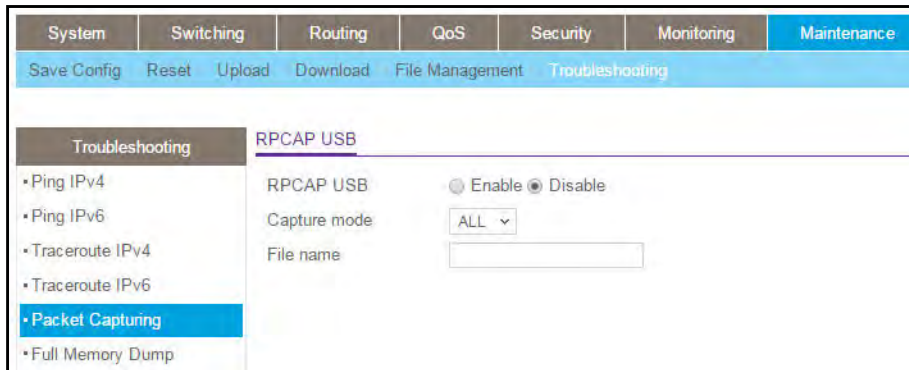 System Switching Routing QoS Security Monitoring Maintenance
Save Config Reset Upload Download File Management Troubleshooting
Troubleshooting
RPCAP USB
Ping IPv4
Ping IPv6
Traceroute IPv4
Traceroute IPv6
Packet Capturing
Full Memory Dump
RPCAP USB Enable Disable
Capture mode ALL
File name